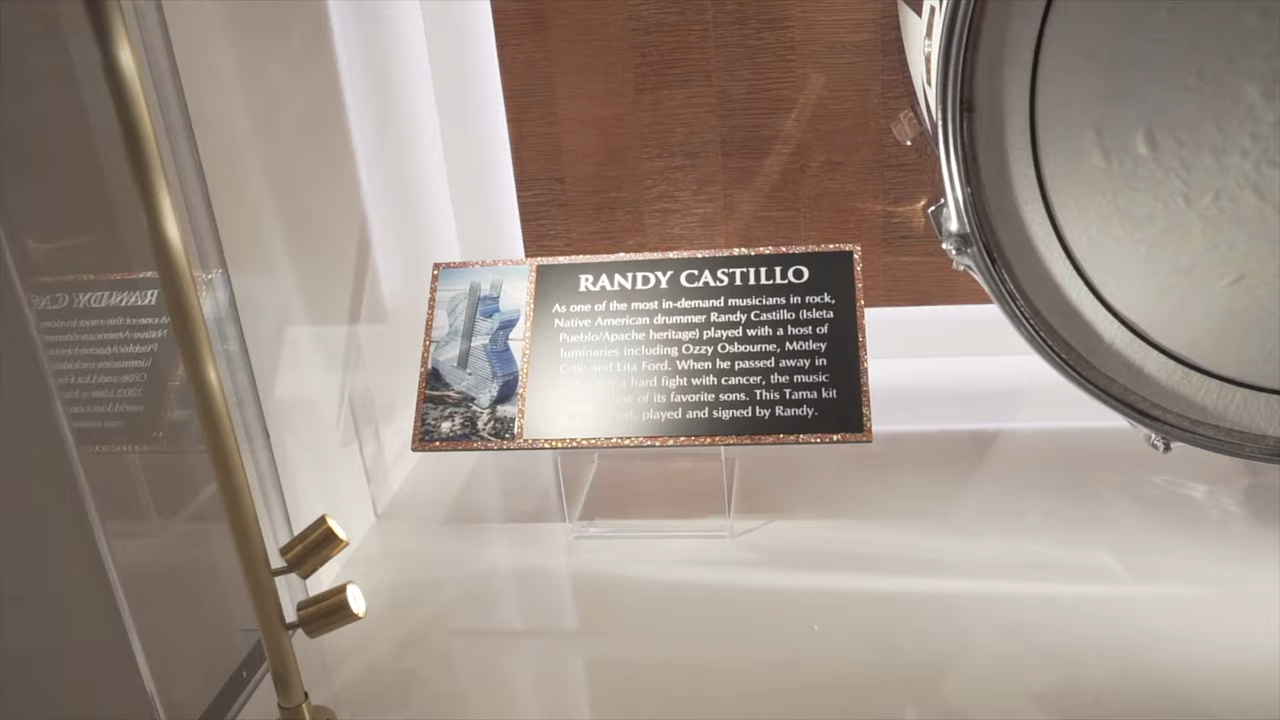 RANDY CASTILLO
As one of the most in-demand musicians in rock,
Native American drummer Randy Castillo (Isleta
Pueblo/Apache heritage) played with a host of
luminaries including Ozzy Osbourne, Mötley
Crüe and Lita Ford. When he passed away in
a hard fight with cancer, the music
one of its favorite sons. This Tama kit
played and signed by Randy.